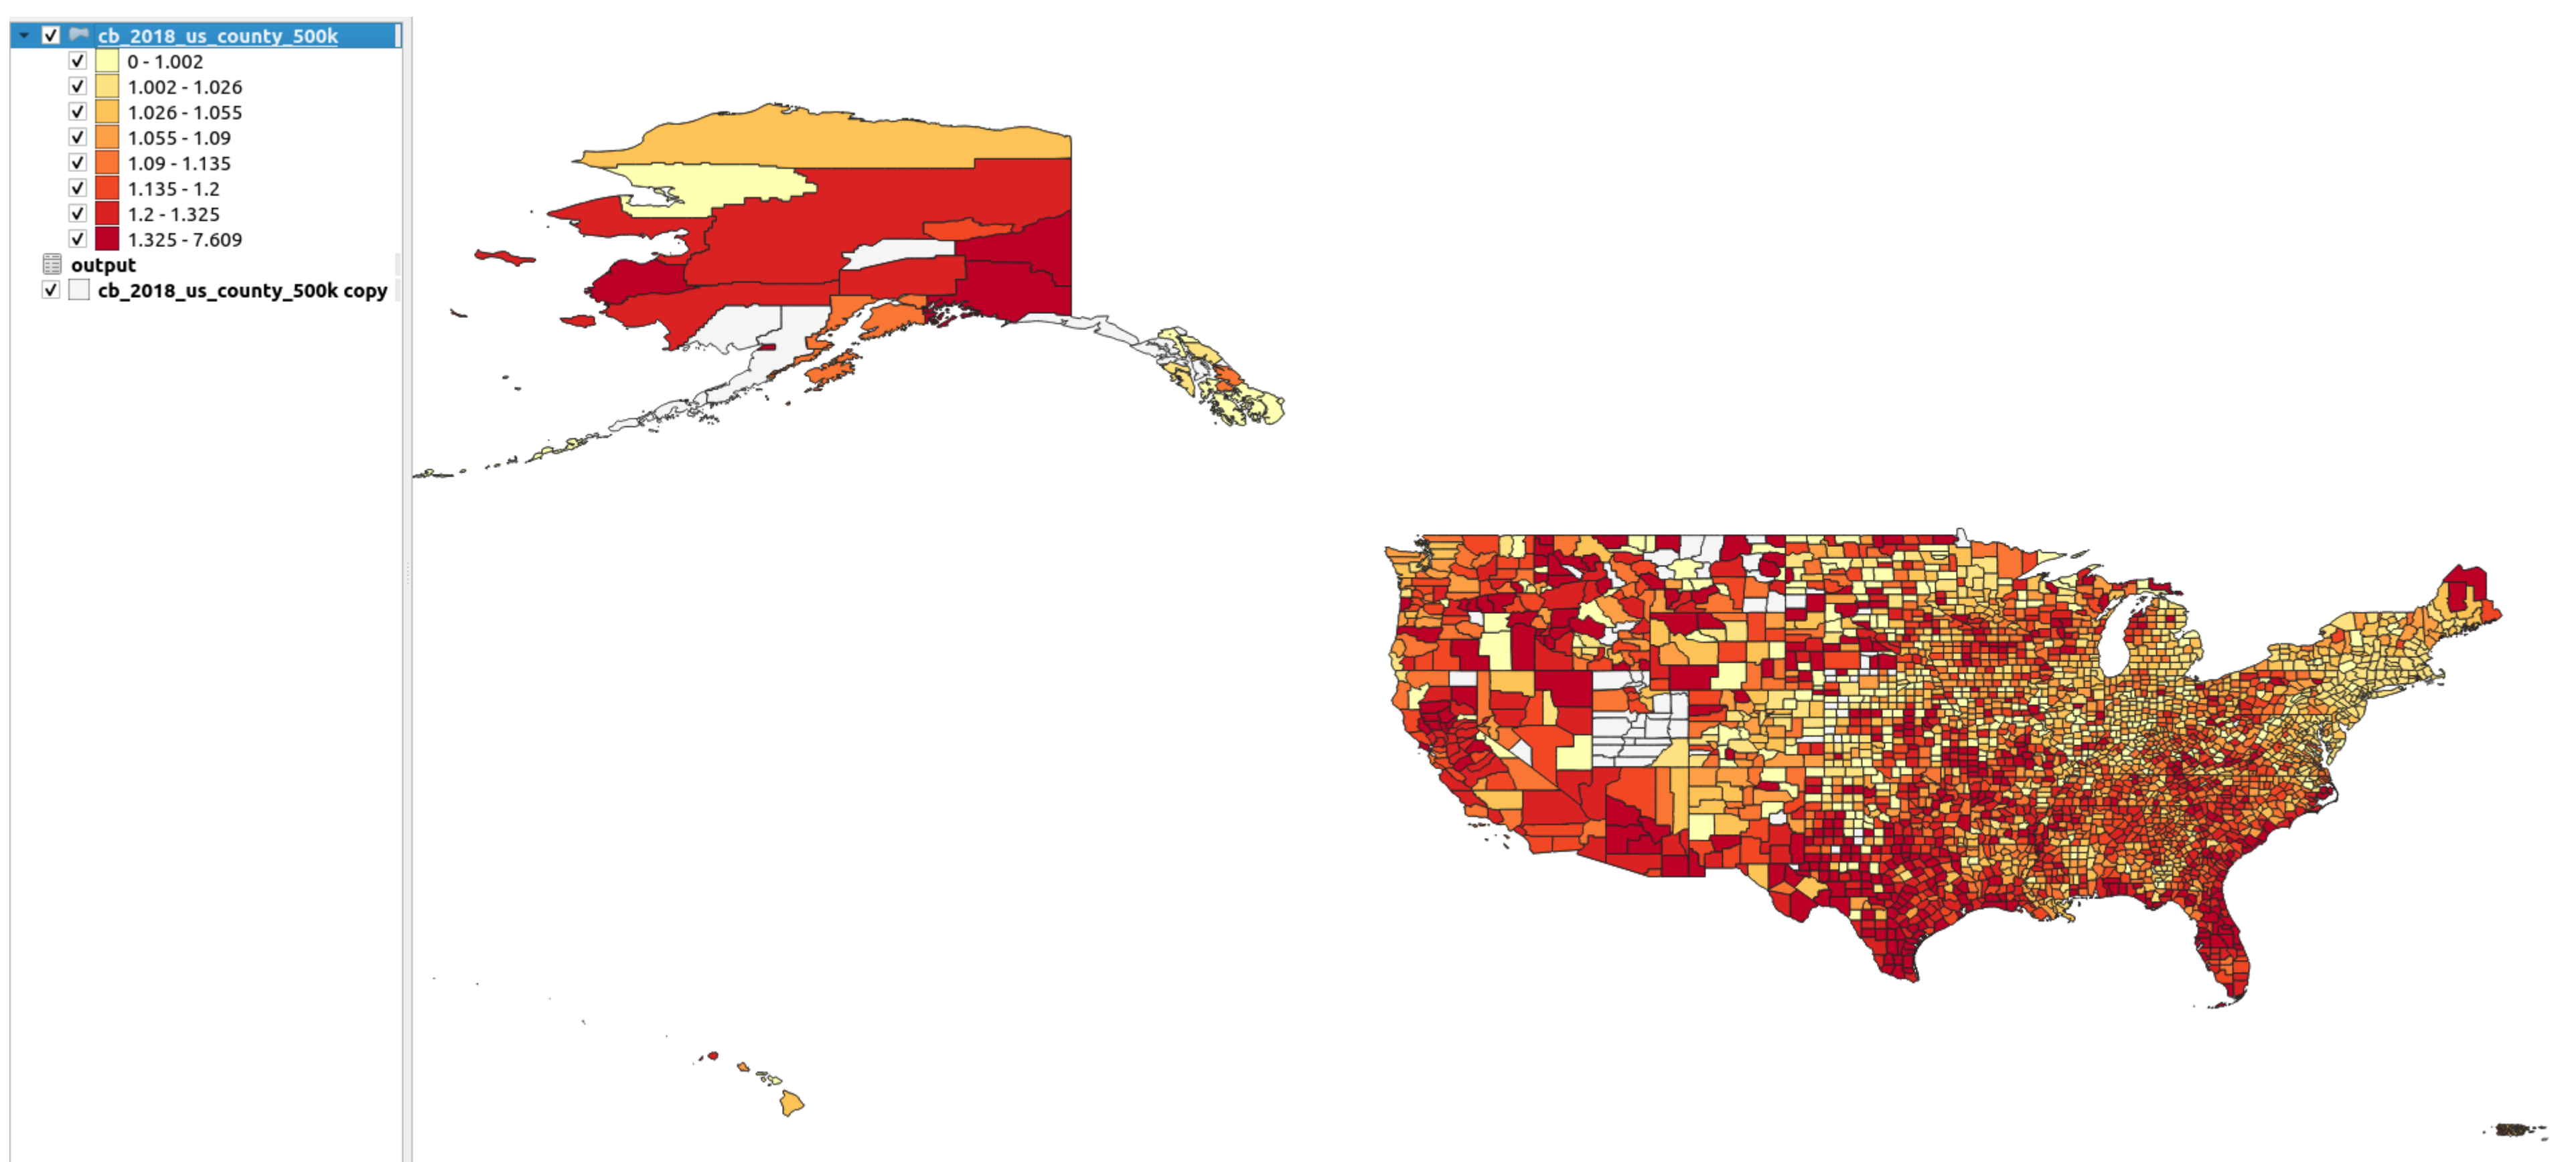 cb_2018_us_county_500k
0 - 1.002
1.002 - 1.026
1.026 - 1.055
1.055 - 1.09
1.09 - 1.135
1.135 - 1.2
1.2 - 1.325
1.325 - 7.609
output
cb_2018_us_county_500k copy